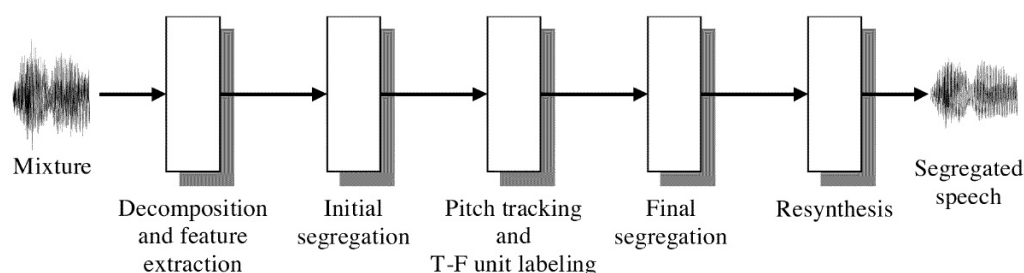 Mixture
Decomposition
and feature
extraction
Initial
segregation
Pitch tracking
and
T-F unit labeling
Final
segregation
Resynthesis
Segregated
speech